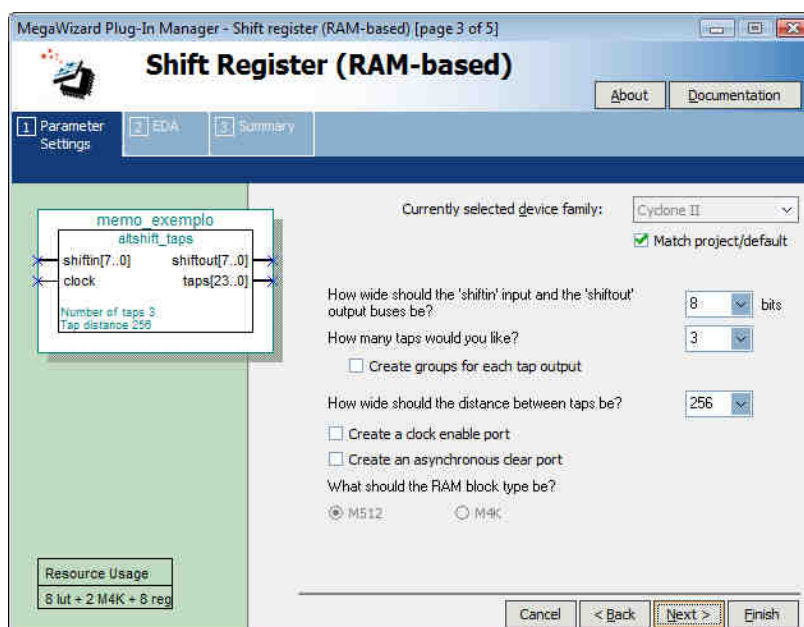 MegaWizard Plug-In Manager - Shift register (RAM-based) [page 3 of 5]
Shift Register (RAM-based)
About
Documentation
1 Parameter Settings
2 EDA
3 Summary
Currently selected device family:
Cyclone II
Match project/default
memo_exemplo
altshift_taps
shiftin[7..0] shiftout[7..0]
clock taps[23..0]
Number of taps 3
Tap distance 256
How wide should the 'shiftin' input and the 'shiftout'
output buses be?
8 bits
How many taps would you like?
3
Create groups for each tap output
How wide should the distance between taps be?
256
Create a clock enable port
Create an asynchronous clear port
What should the RAM block type be?
M512 M4K
Resource Usage
8 lut + 2 M4K + 8 reg
Cancel
< Back
Next >
Finish